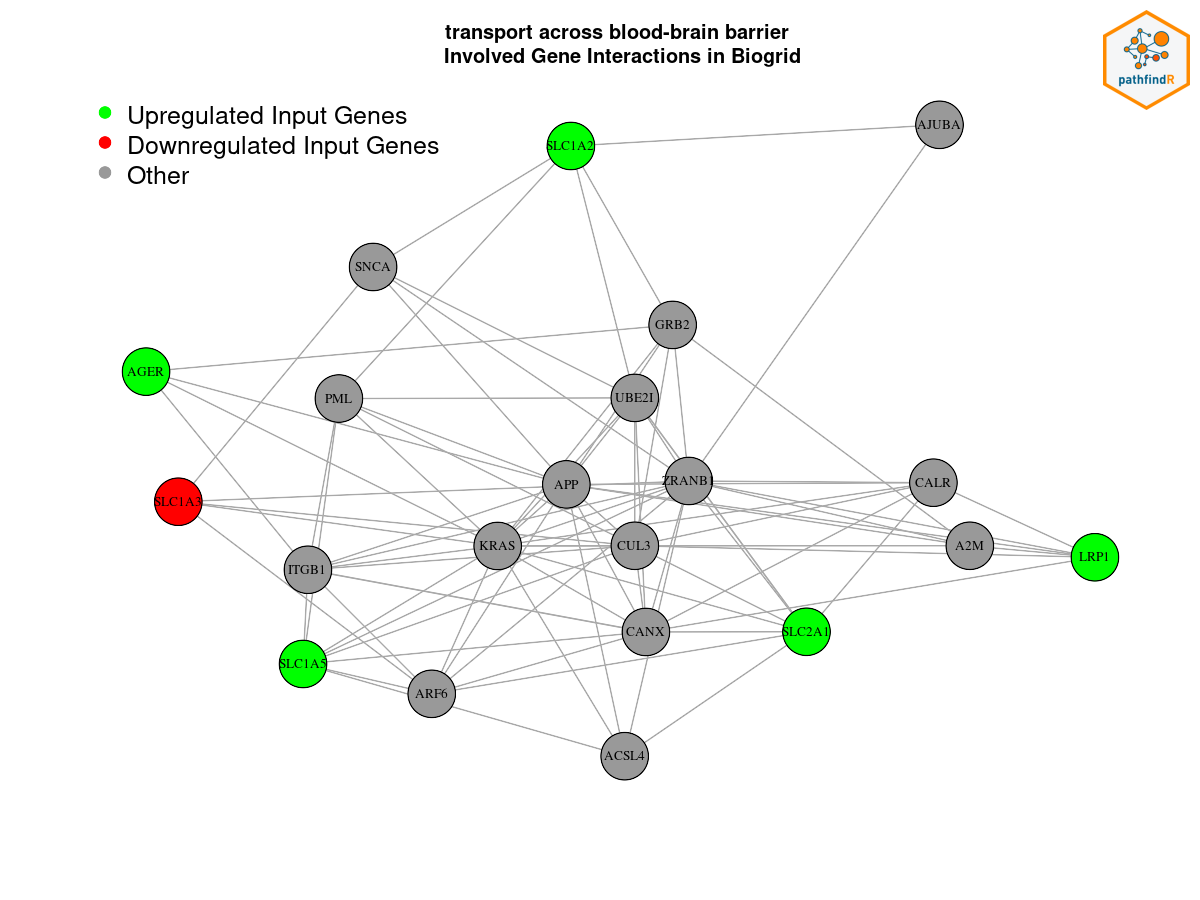 transport across blood-brain barrier
Involved Gene Interactions in Biogrid
pathfindR
Upregulated Input Genes
Downregulated Input Genes
Other
SLC1A2
AJUBA
SNCA
GRB2
AGER
PML
UBE2I
APP
ZRANB1
CALR
SLC1A3
KRAS
CUL3
A2M
LRP1
ITGB1
CANX
SLC2A1
SLC1A5
ARF6
ACSL4